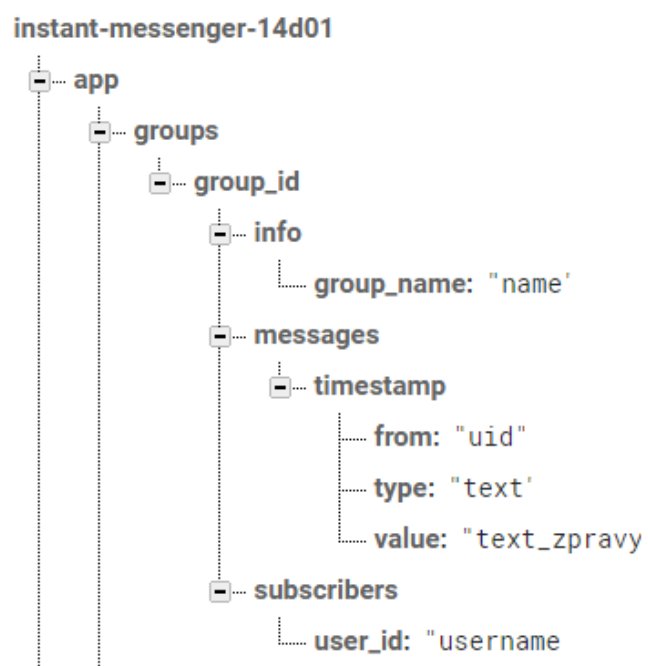 instant-messenger-14d01
app
groups
group_id
info
group_name: "name'
messages
timestamp
from: "uid"
type: "text'
value: "text_zpravy
subscribers
user_id: "username